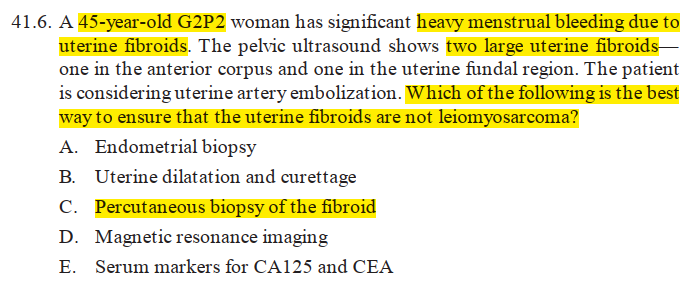 41.6. A 45-year-old G2P2 woman has significant heavy menstrual bleeding due to
uterine fibroids. The pelvic ultrasound shows two large uterine fibroids—
one in the anterior corpus and one in the uterine fundal region. The patient
is considering uterine artery embolization. Which of the following is the best
way to ensure that the uterine fibroids are not leiomyosarcoma?
A. Endometrial biopsy
B. Uterine dilatation and curettage
C. Percutaneous biopsy of the fibroid
D. Magnetic resonance imaging
E. Serum markers for CA125 and CEA